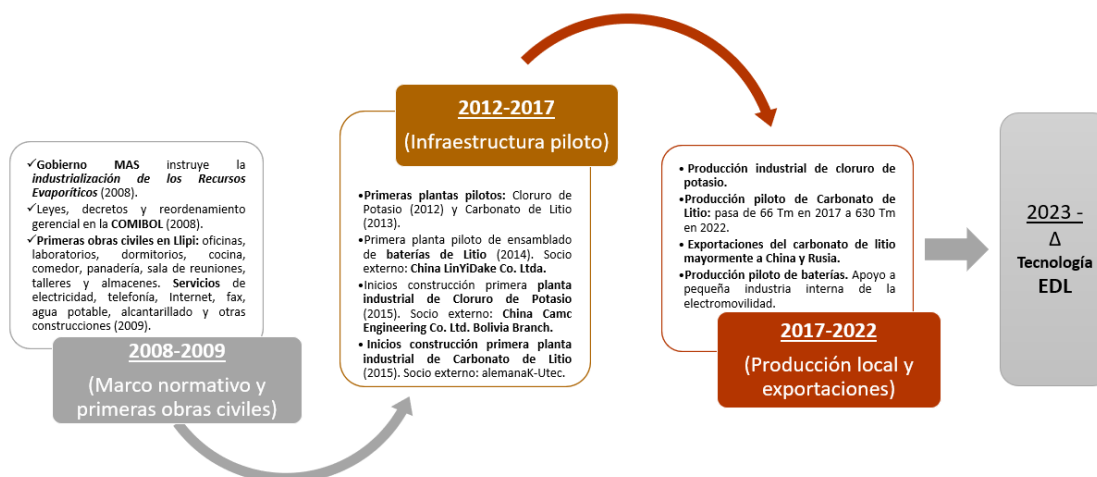 ✓Gobierno MAS instruye la
industrialización de los Recursos
Evaporíticos (2008).
✓Leyes, decretos y reordenamiento
gerencial en la COMIBOL (2008).
✓Primeras obras civiles en Llipi: oficinas,
laboratorios, dormitorios, cocina,
comedor, panadería, sala de reuniones,
talleres y almacenes. Servicios de
electricidad, telefonía, Internet, fax,
agua potable, alcantarillado y otras
construcciones (2009).
2008-2009
(Marco normativo y
primeras obras civiles)
2012-2017
(Infraestructura piloto)
•Primeras plantas pilotos: Cloruro de
Potasio (2012) y Carbonato de Litio
(2013).
•Primera planta piloto de ensamblado
de baterías de Litio (2014). Socio
externo: China LinYiDake Co. Ltda.
•Inicios construcción primera planta
industrial de Cloruro de Potasio
(2015). Socio externo: China Camc
Engineering Co. Ltd. Bolivia Branch.
• Inicios construcción primera planta
industrial de Carbonato de Litio
(2015). Socio externo: alemanaK-Utec.
• Producción industrial de cloruro de
potasio.
•Producción piloto de Carbonato de
Litio: pasa de 66 Tm en 2017 a 630 Tm
en 2022.
• Exportaciones del carbonato de litio
mayormente a China y Rusia.
•Producción piloto de baterías. Apoyo a
pequeña industria interna de la
electromovilidad.
2017-2022
(Producción local y
exportaciones)
2023 -
Δ
Tecnología
EDL